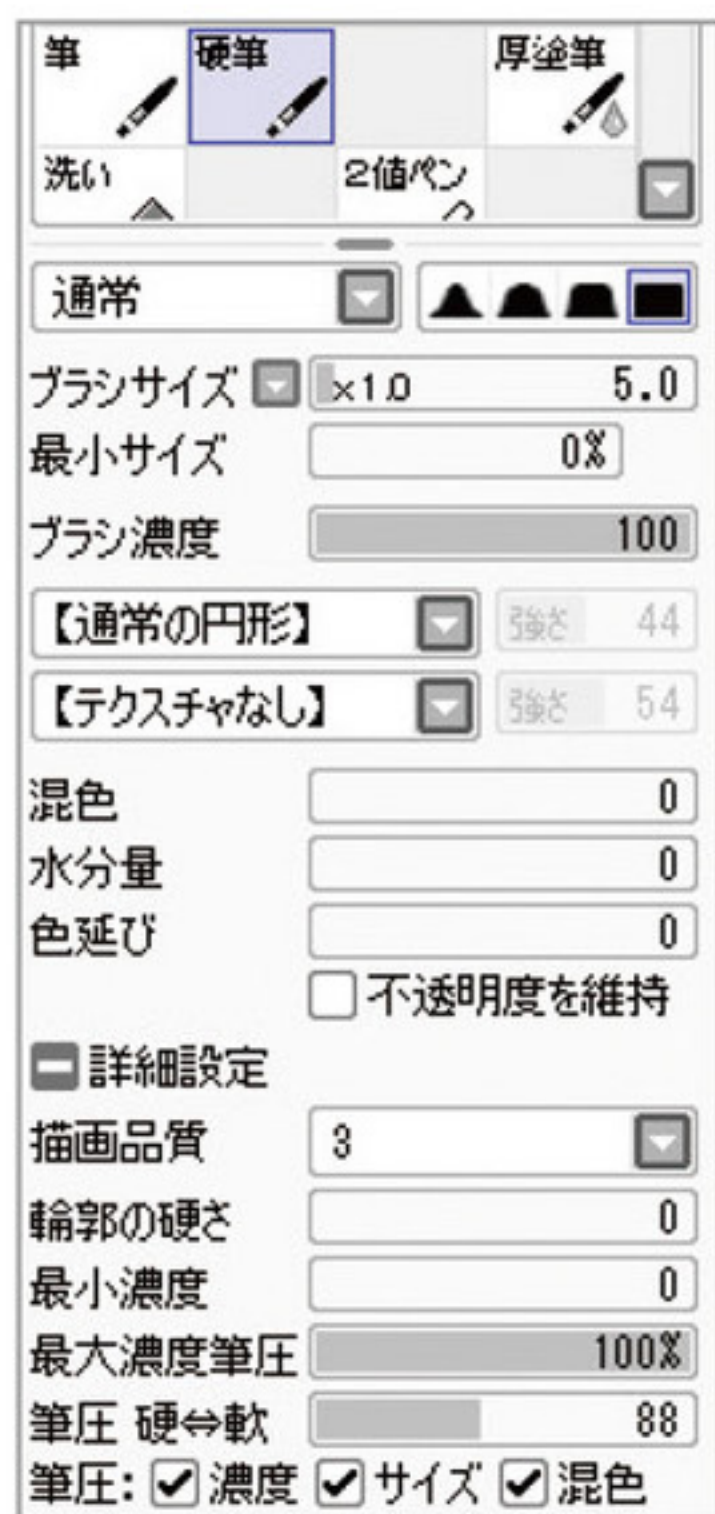 筆 硬筆 厚塗筆
洗い 2値ペン
通常
ブラシサイズ ×1.0 5.0
最小サイズ 0%
ブラシ濃度 100
【通常の円形】 強さ 44
【テクスチャなし】 強さ 54
混色 0
水分量 0
色延び 0
不透明度を維持
詳細設定
描画品質 3
輪郭の硬さ 0
最小濃度 0
最大濃度筆圧 100%
筆圧 硬⇔軟 88
筆圧: 濃度 サイズ 混色